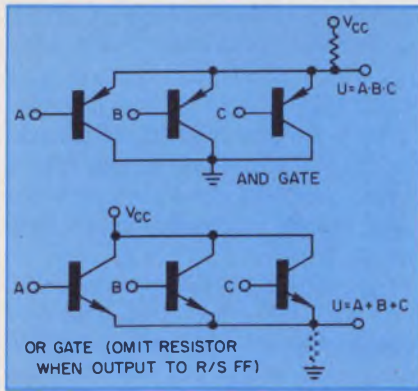 VCC
A
B
C
U=A·B·C
AND GATE
VCC
A
B
C
U=A+B+C
OR GATE (OMIT RESISTOR
WHEN OUTPUT TO R/S FF)